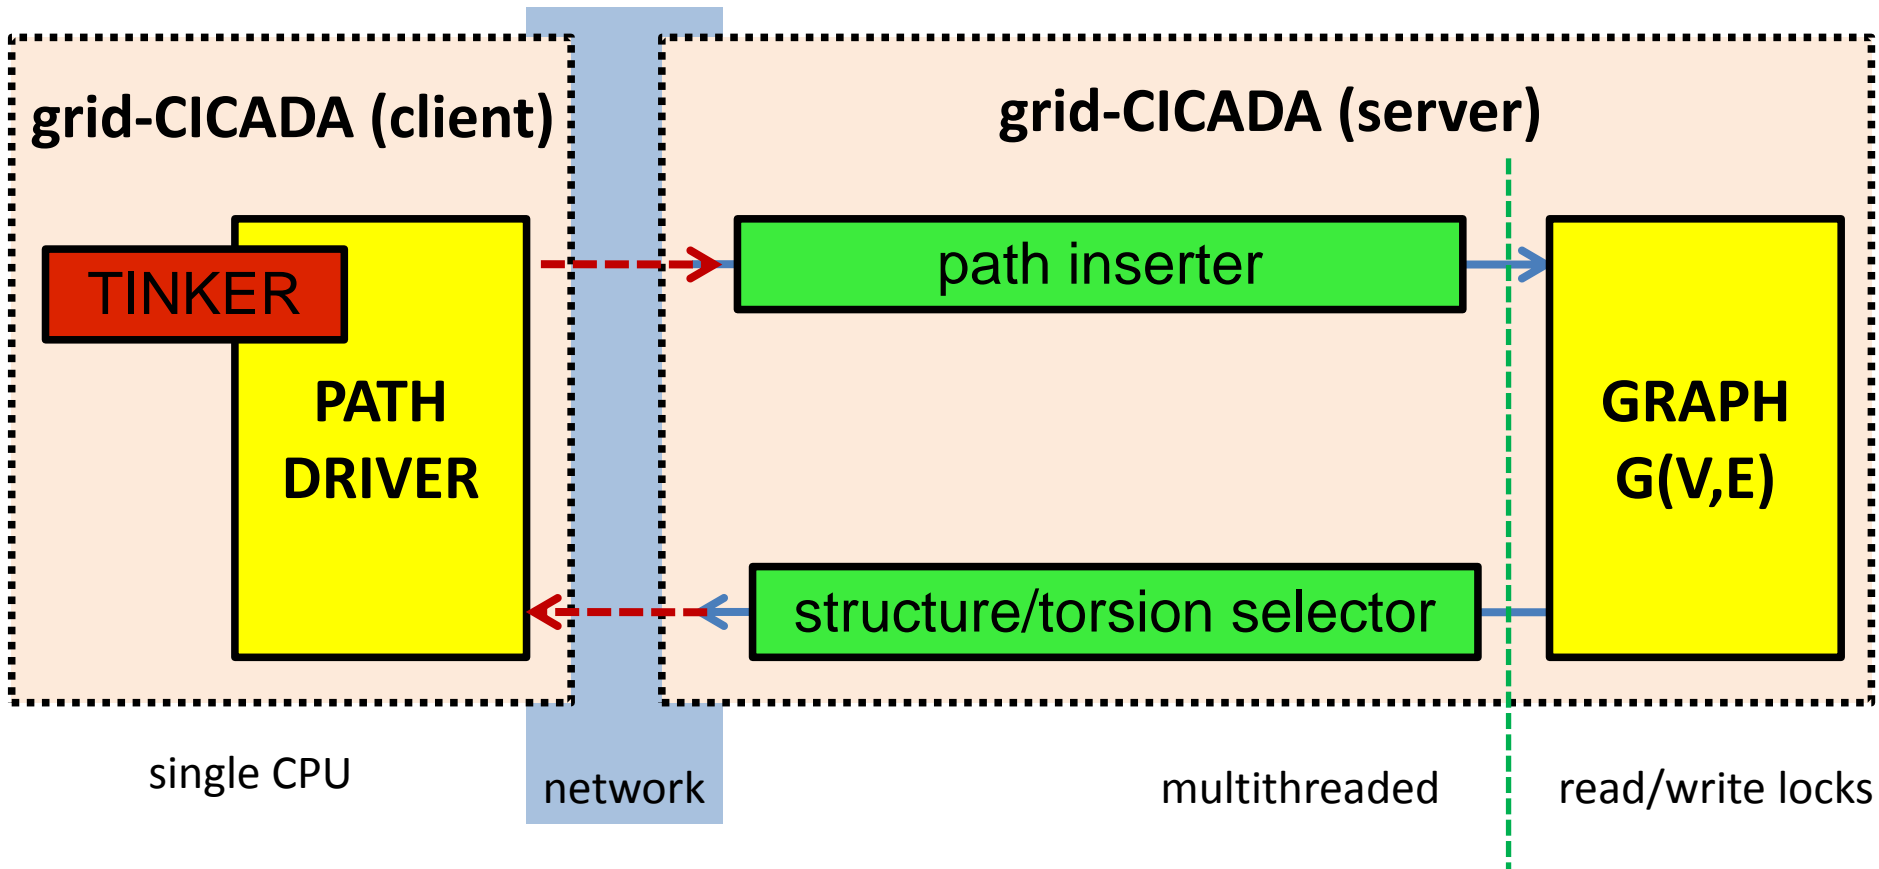 grid-CICADA (client)
grid-CICADA (server)
TINKER
PATH
DRIVER
path inserter
structure/torsion selector
GRAPH
G(V,E)
single CPU
network
multithreaded
read/write locks